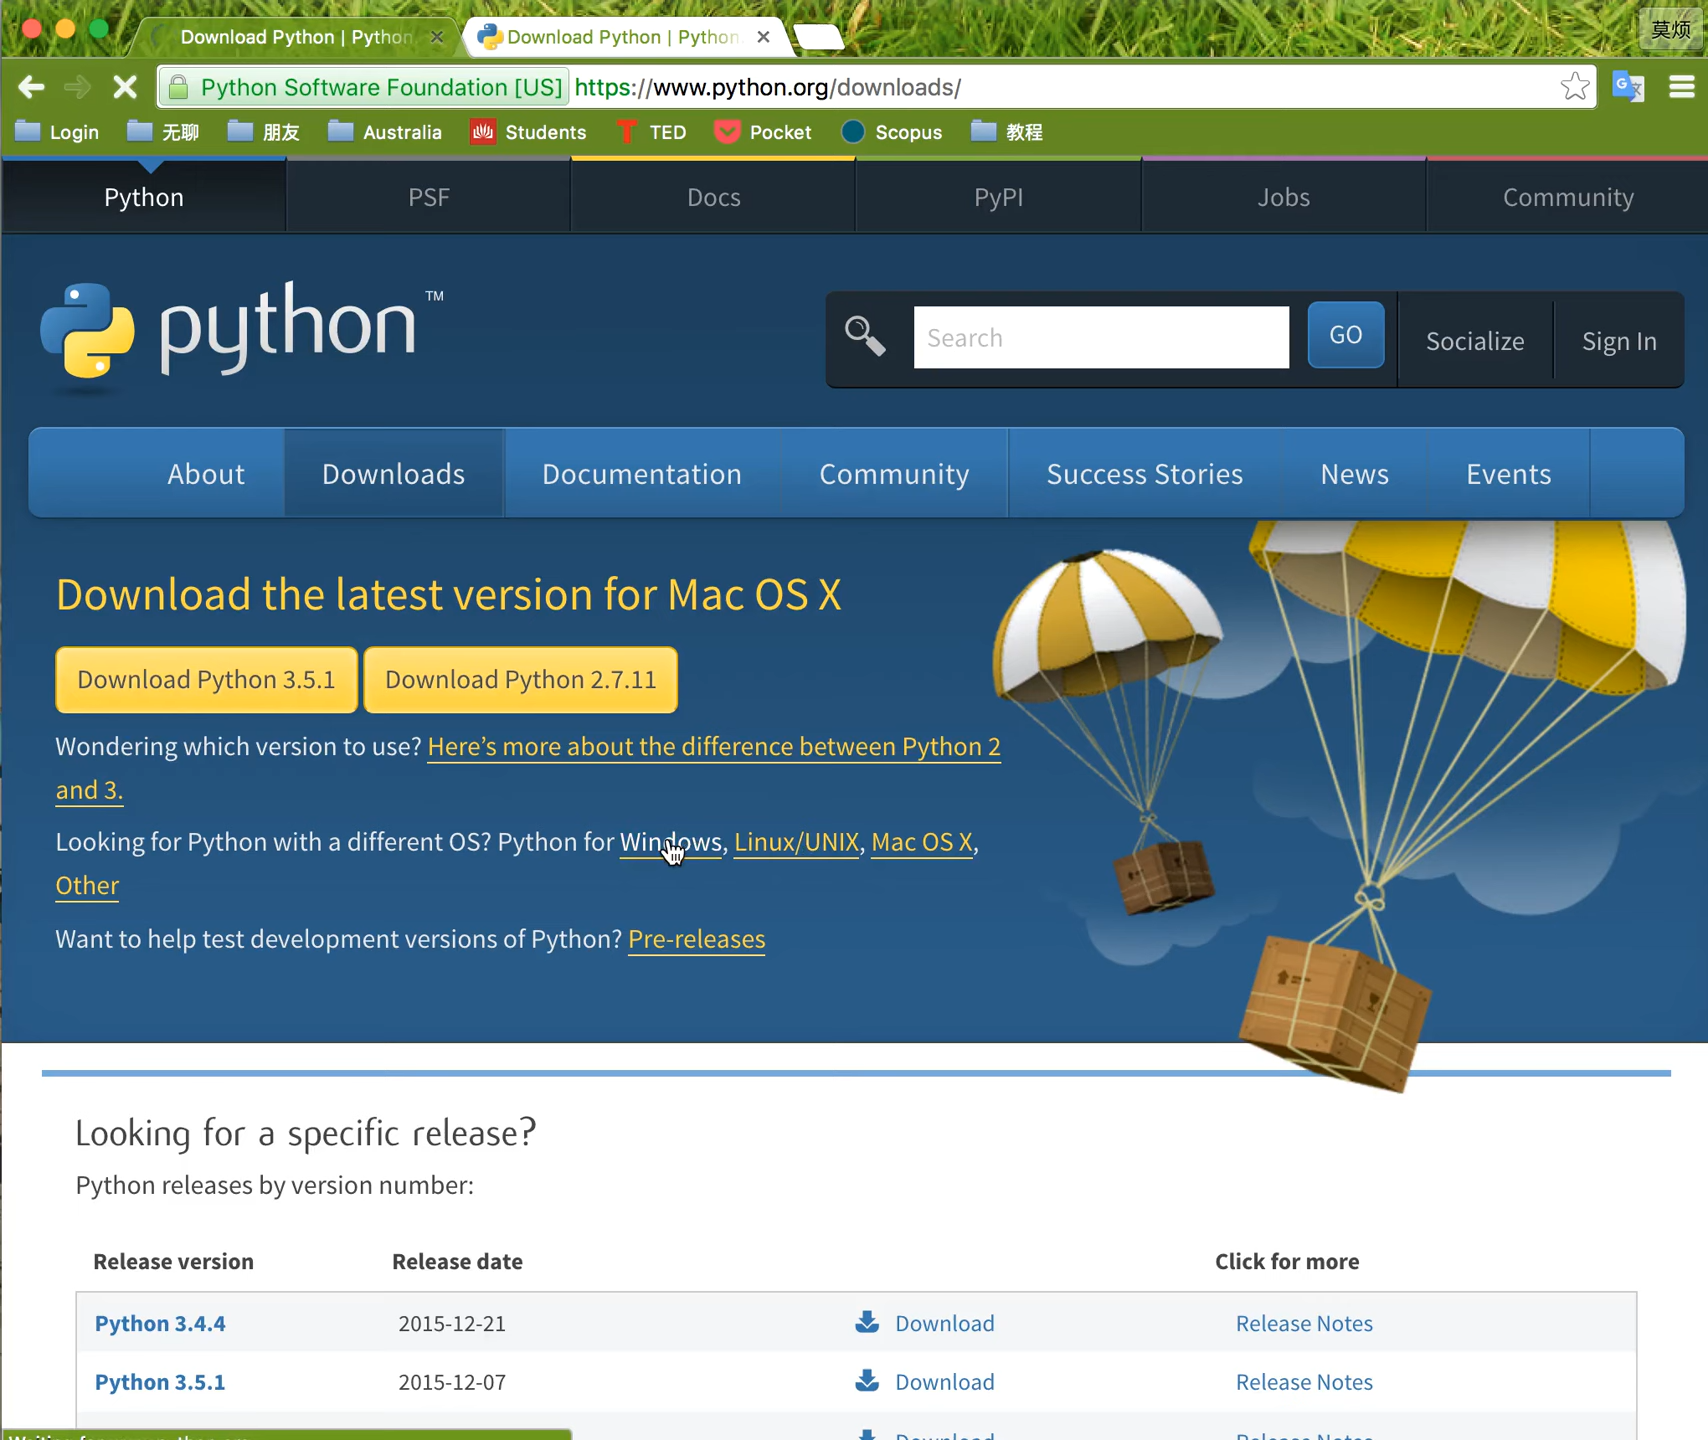 Download Python | Python
Download Python | Python
莫烦
Python Software Foundation [US] https://www.python.org/downloads/
Login 无聊 朋友 Australia Students TED Pocket Scopus 教程
Python PSF Docs PyPI Jobs Community
python™
Search GO Socialize Sign In
About Downloads Documentation Community Success Stories News Events
Download the latest version for Mac OS X
Download Python 3.5.1 Download Python 2.7.11
Wondering which version to use? Here’s more about the difference between Python 2
and 3.
Looking for Python with a different OS? Python for Windows, Linux/UNIX, Mac OS X,
Other
Want to help test development versions of Python? Pre-releases
Looking for a specific release?
Python releases by version number:
Release version Release date Click for more
Python 3.4.4 2015-12-21 Download Release Notes
Python 3.5.1 2015-12-07 Download Release Notes
Download Release Notes